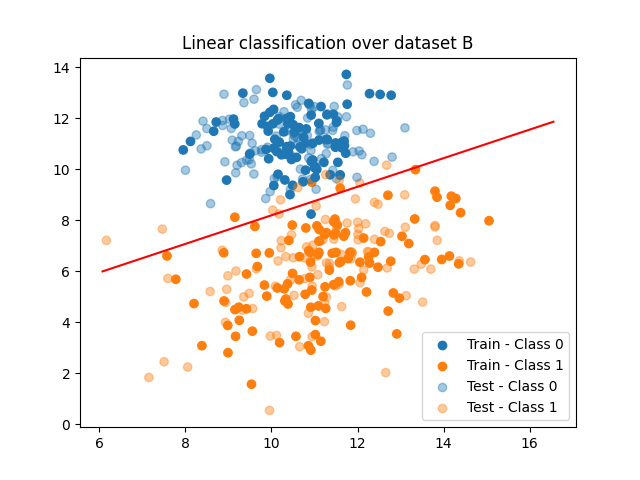 Linear classification over dataset B
14
12
10
8
6
4
2
0
6
8
10
12
14
16
Train - Class 0
Train - Class 1
Test - Class 0
Test - Class 1